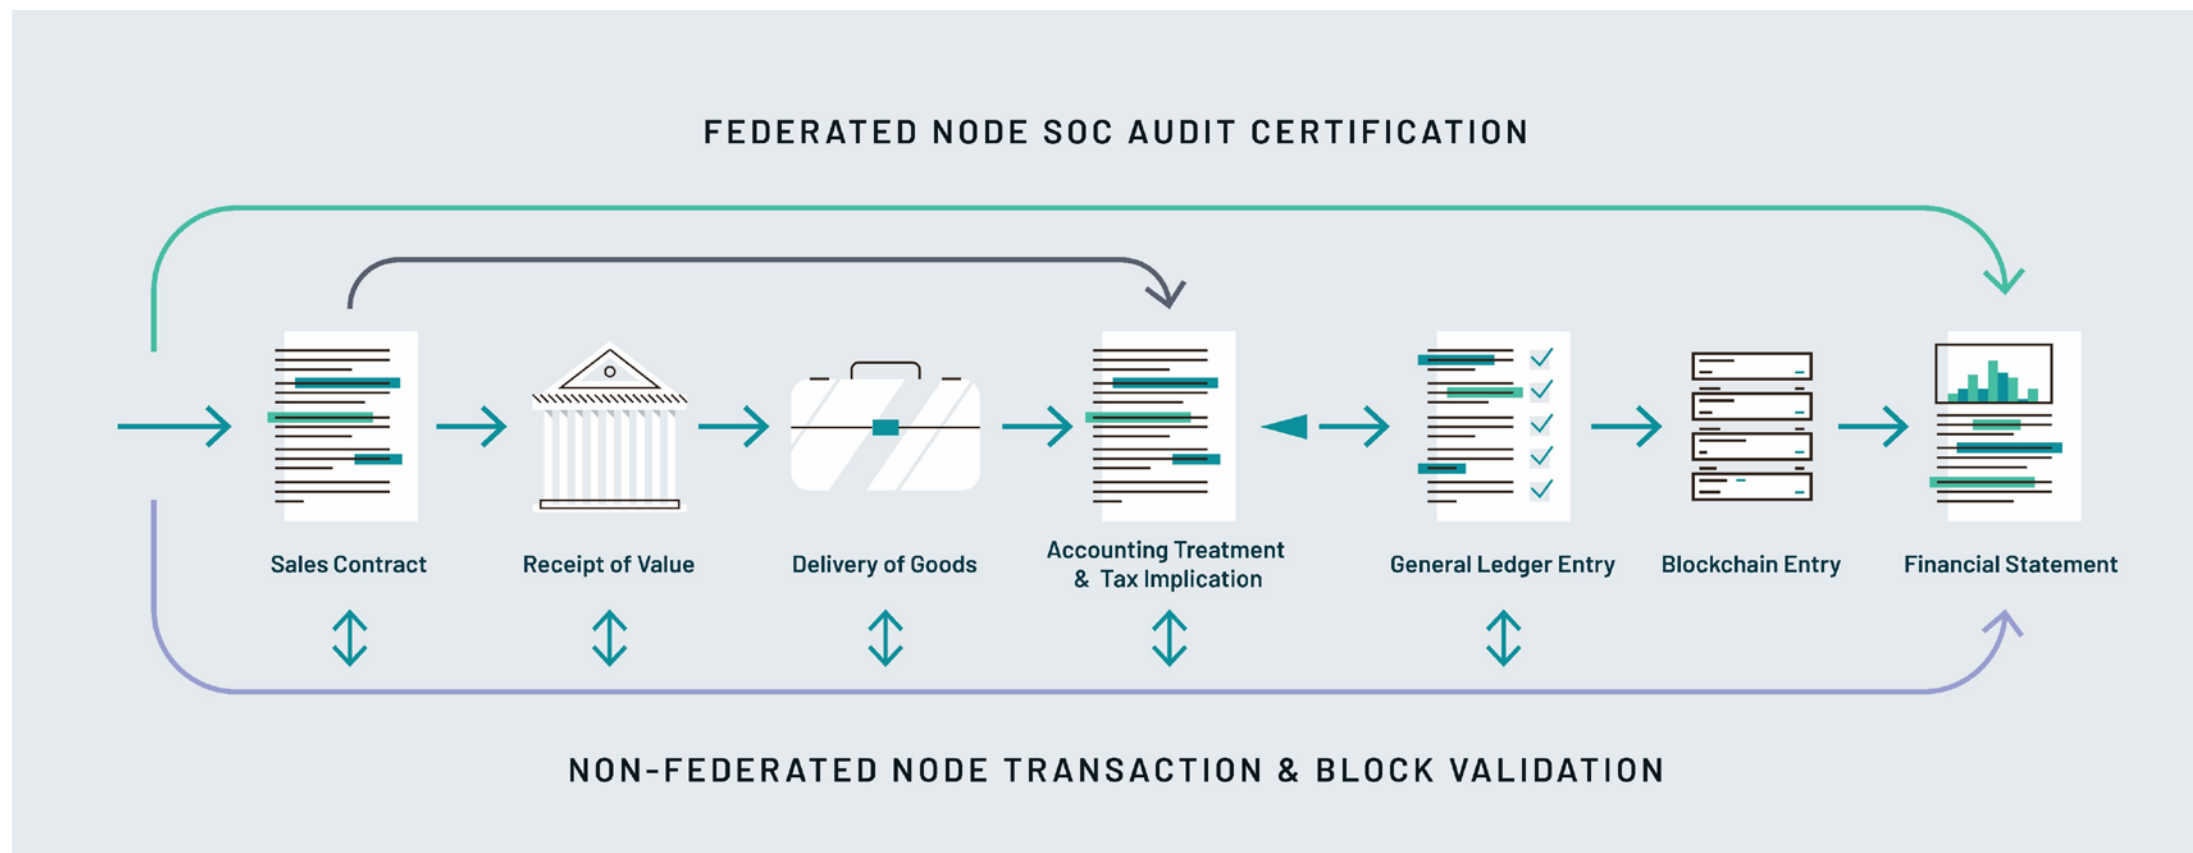 FEDERATED NODE SOC AUDIT CERTIFICATION
Sales Contract
Receipt of Value
Delivery of Goods
Accounting Treatment
& Tax Implication
General Ledger Entry
Blockchain Entry
Financial Statement
NON-FEDERATED NODE TRANSACTION & BLOCK VALIDATION